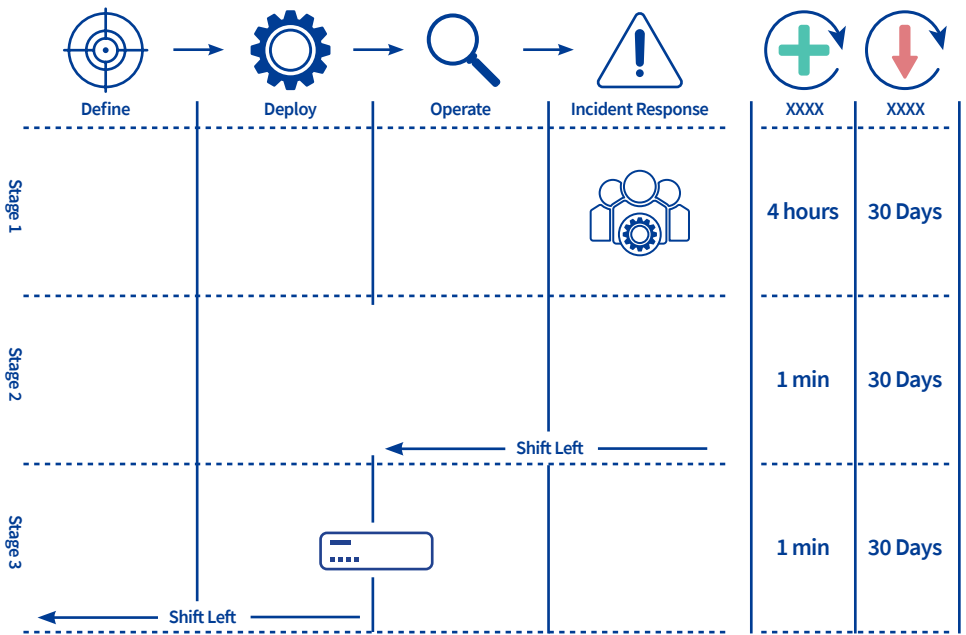 Define
Deploy
Operate
Incident Response
XXXX
XXXX
Stage 1
4 hours
30 Days
Stage 2
1 min
30 Days
Shift Left
Stage 3
1 min
30 Days
Shift Left